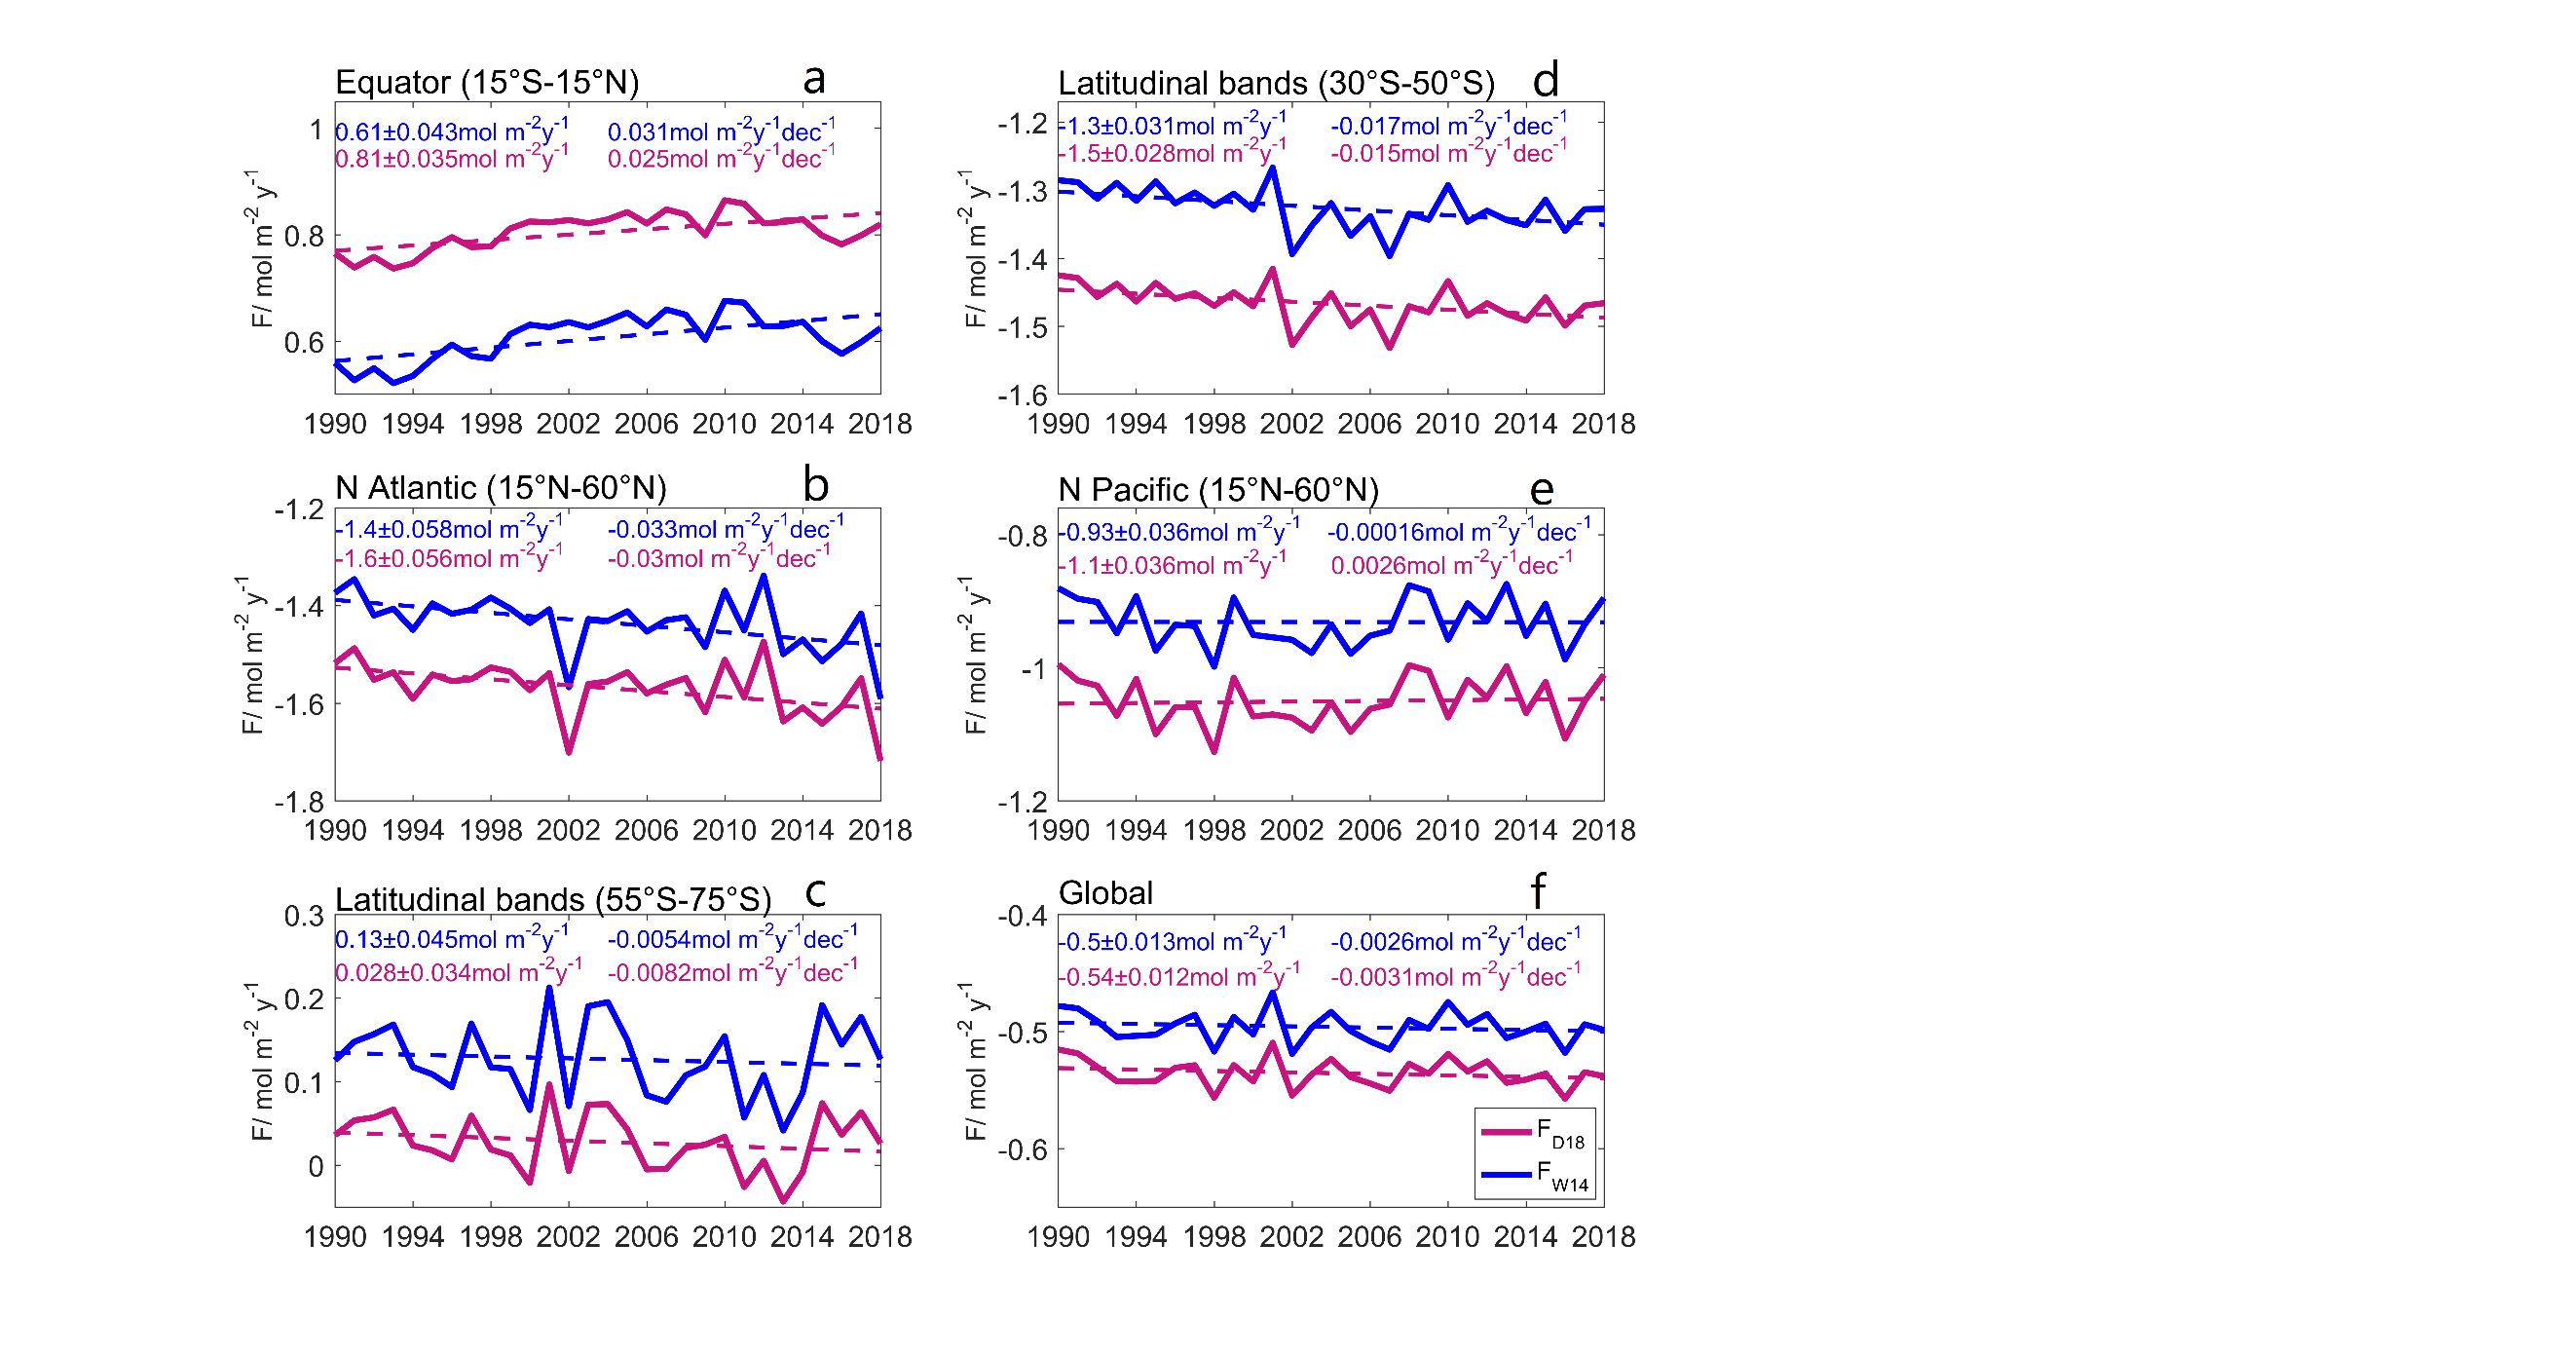 Equator (15°S-15°N) a
0.61±0.043mol m-2y-1 0.031mol m-2y-1dec-1
0.81±0.035mol m-2y-1 0.025mol m-2y-1dec-1
F/ mol m-2 y-1
1
0.8
0.6
1990 1994 1998 2002 2006 2010 2014 2018
Latitudinal bands (30°S-50°S) d
-1.3±0.031mol m-2y-1 -0.017mol m-2y-1dec-1
-1.5±0.028mol m-2y-1 -0.015mol m-2y-1dec-1
F/ mol m-2 y-1
-1.2
-1.3
-1.4
-1.5
-1.6
1990 1994 1998 2002 2006 2010 2014 2018
N Atlantic (15°N-60°N) b
-1.4±0.058mol m-2y-1 -0.033mol m-2y-1dec-1
-1.6±0.056mol m-2y-1 -0.03mol m-2y-1dec-1
F/ mol m-2 y-1
-1.2
-1.4
-1.6
-1.8
1990 1994 1998 2002 2006 2010 2014 2018
N Pacific (15°N-60°N) e
-0.93±0.036mol m-2y-1 -0.00016mol m-2y-1dec-1
-1.1±0.036mol m-2y-1 0.0026mol m-2y-1dec-1
F/ mol m-2 y-1
-0.8
-1
-1.2
1990 1994 1998 2002 2006 2010 2014 2018
Latitudinal bands (55°S-75°S) c
0.13±0.045mol m-2y-1 -0.0054mol m-2y-1dec-1
0.028±0.034mol m-2y-1 -0.0082mol m-2y-1dec-1
F/ mol m-2 y-1
0.3
0.2
0.1
0
1990 1994 1998 2002 2006 2010 2014 2018
Global f
-0.5±0.013mol m-2y-1 -0.0026mol m-2y-1dec-1
-0.54±0.012mol m-2y-1 -0.0031mol m-2y-1dec-1
F/ mol m-2 y-1
-0.4
-0.5
-0.6
F D18
F W14
1990 1994 1998 2002 2006 2010 2014 2018